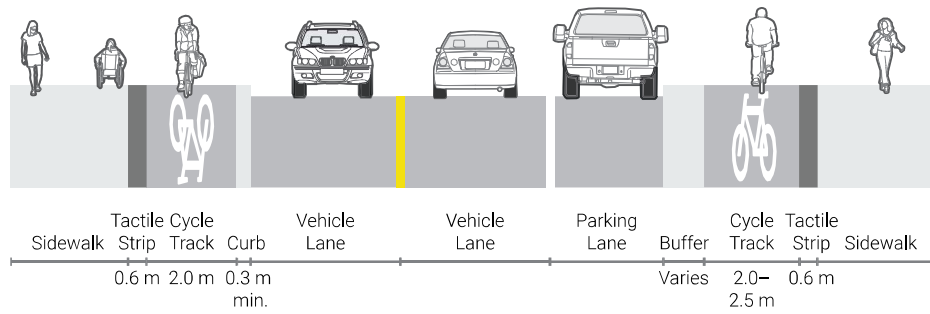 Tactile Cycle Vehicle Vehicle Parking Cycle Tactile
Sidewalk Strip Track Curb Lane Lane Lane Buffer Track Strip Sidewalk
0.6 m 2.0 m 0.3 m Varies 2.0– 0.6 m
min. 2.5 m